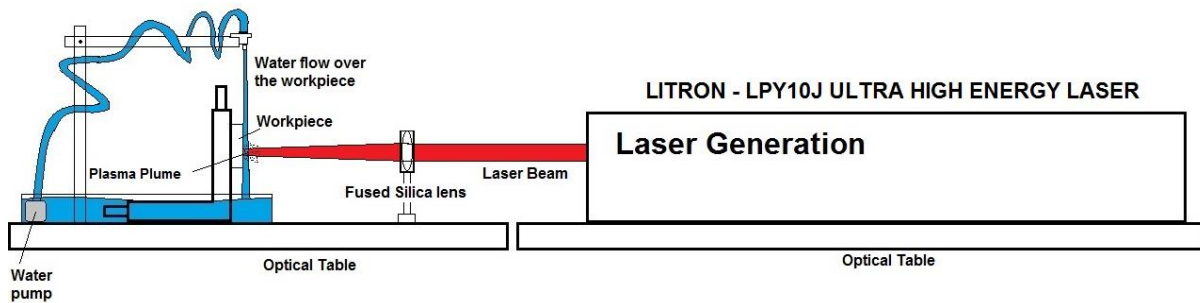 Water flow over
the workpiece
LITRON - LPY10J ULTRA HIGH ENERGY LASER
Workpiece
Laser Generation
Plasma Plume
Laser Beam
Fused Silica lens
Optical Table
Optical Table
Water
pump